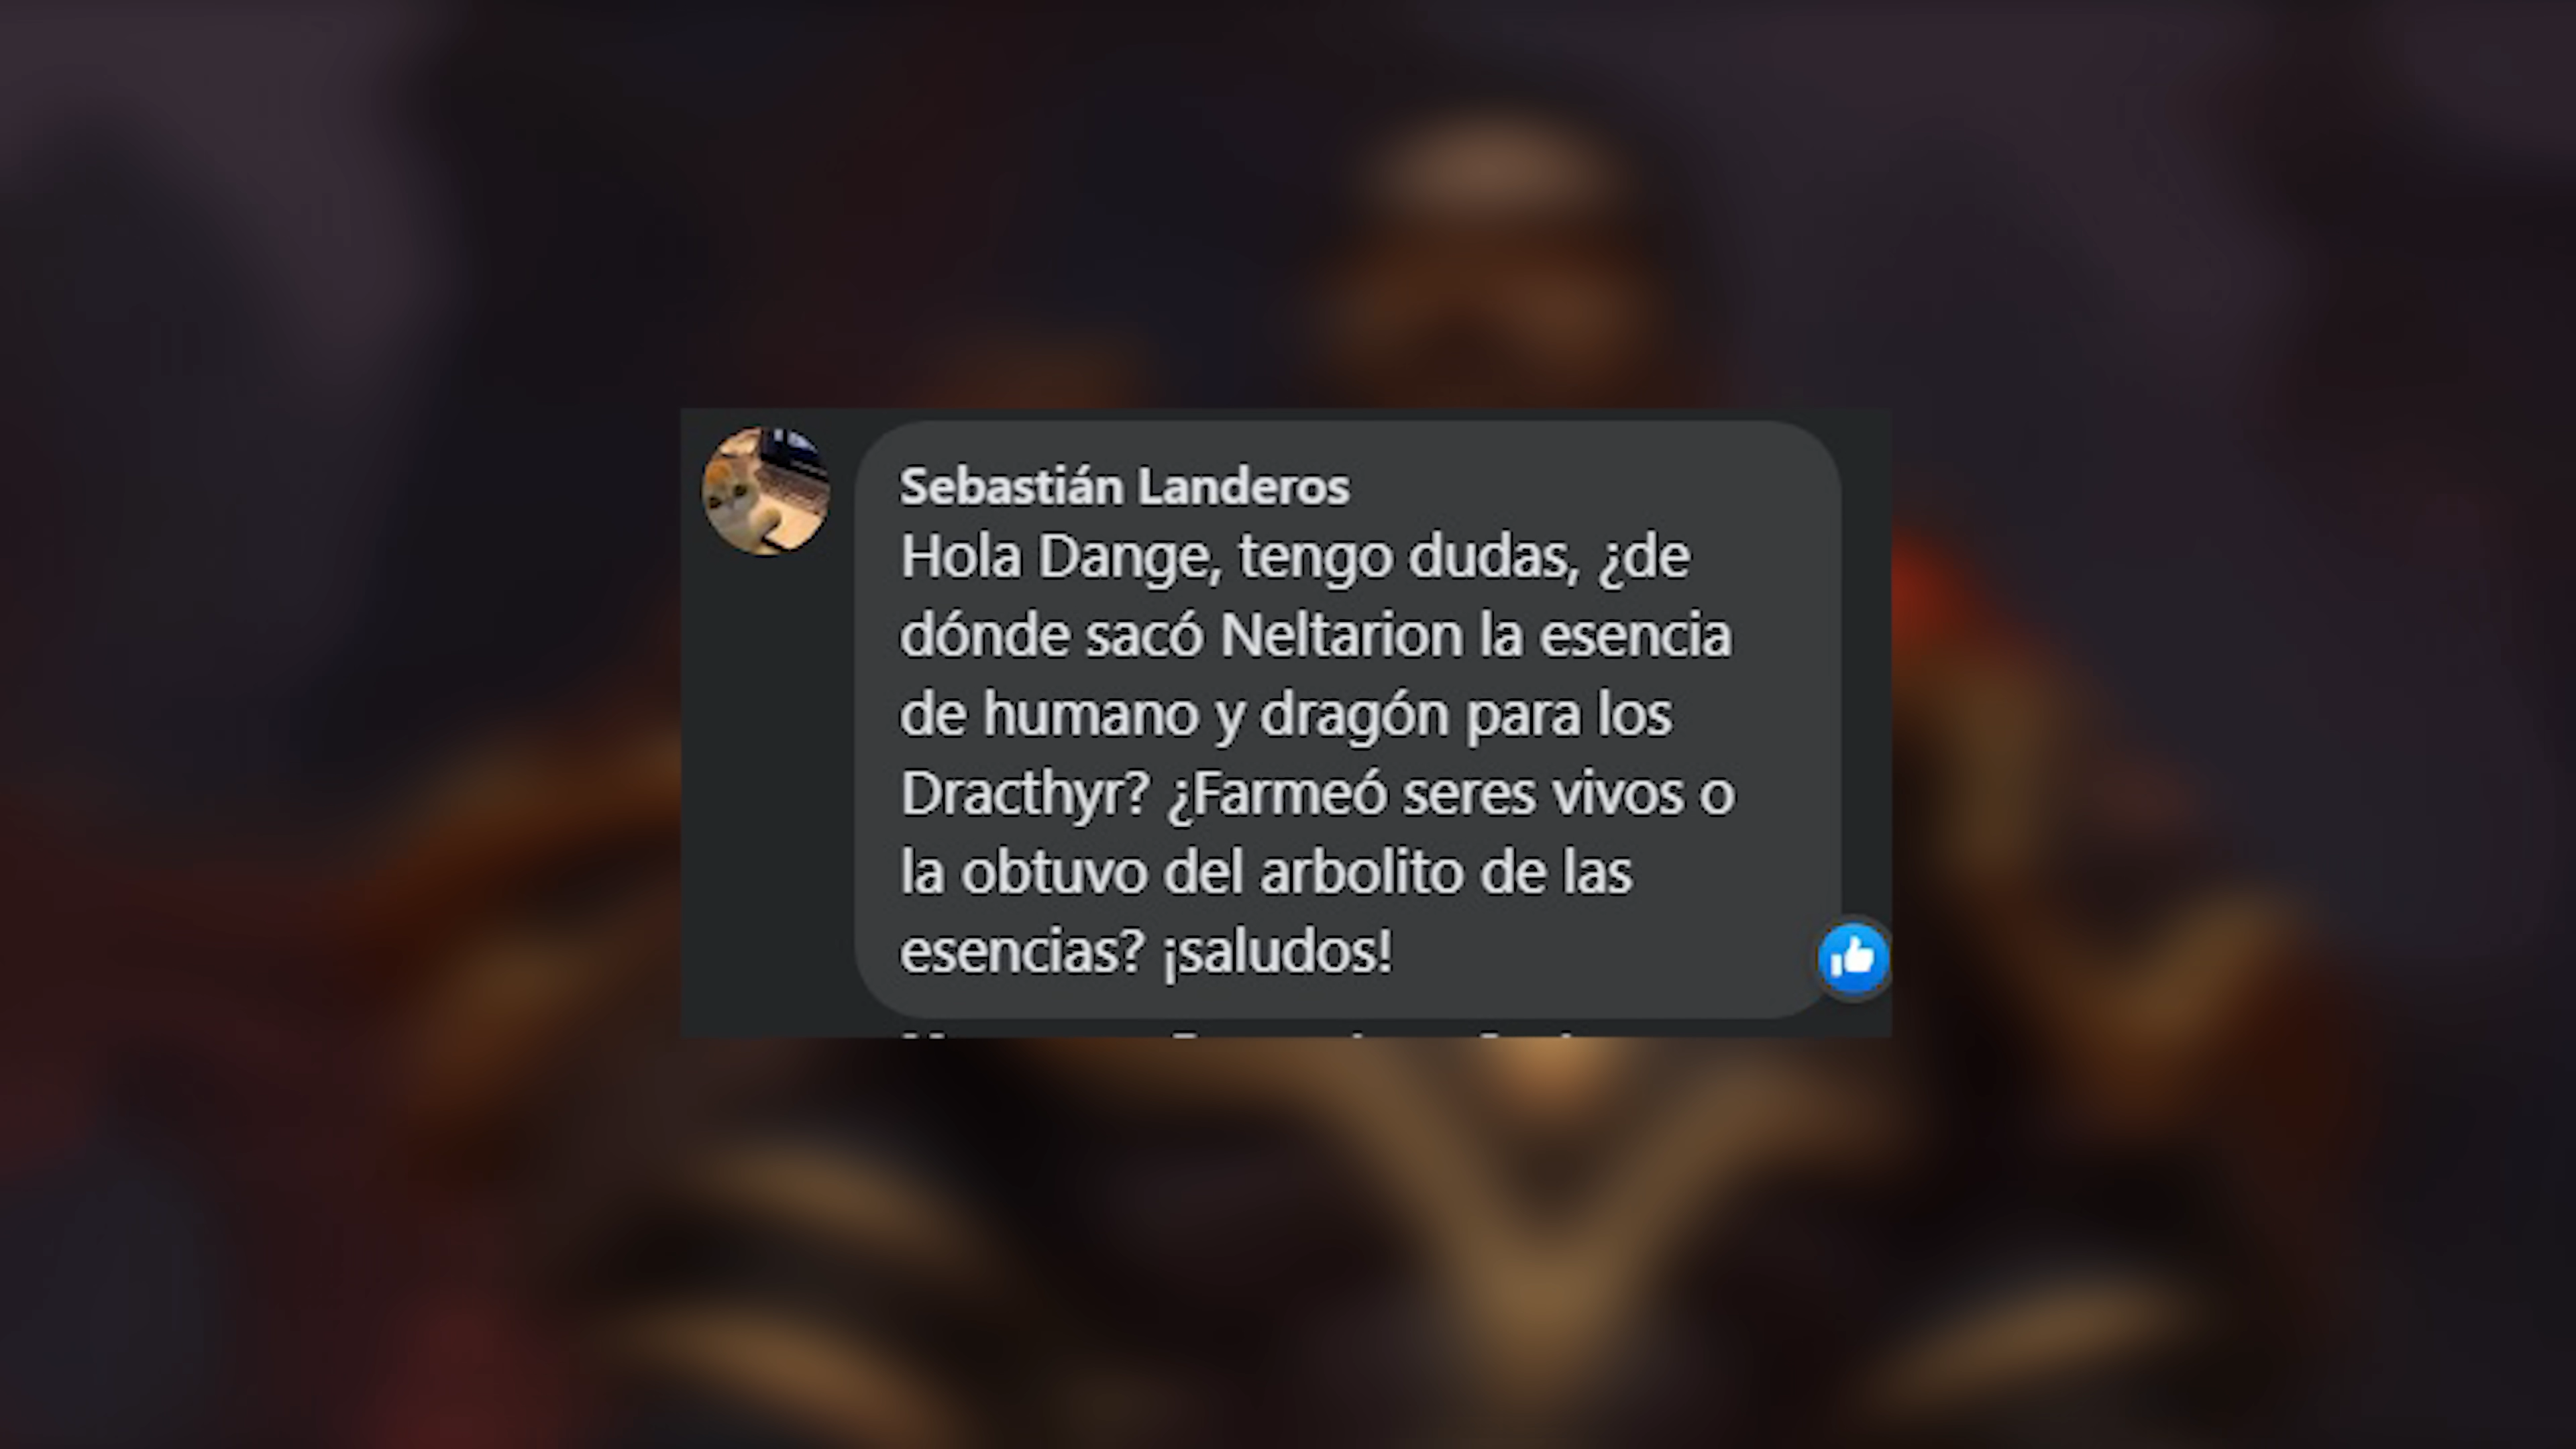 Sebastián Landeros
Hola Dange, tengo dudas, ¿de
dónde sacó Neltarion la esencia
de humano y dragón para los
Dracthyr? ¿Farmeó seres vivos o
la obtuvo del arbolito de las
esencias? ¡saludos!